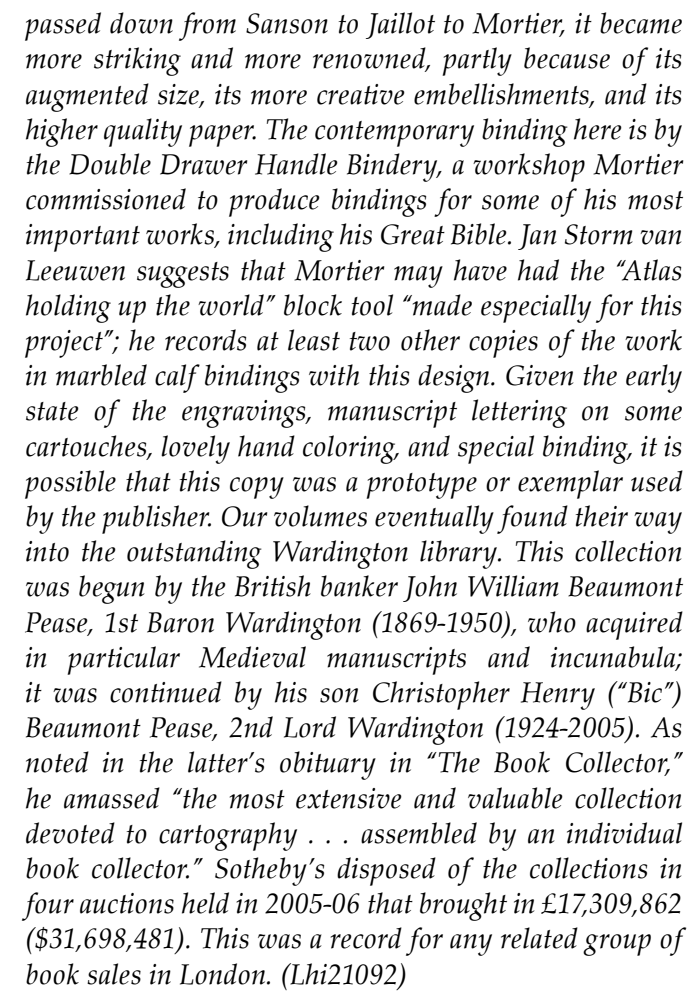 passed down from Sanson to Jaillot to Mortier, it became
more striking and more renowned, partly because of its
augmented size, its more creative embellishments, and its
higher quality paper. The contemporary binding here is by
the Double Drawer Handle Bindery, a workshop Mortier
commissioned to produce bindings for some of his most
important works, including his Great Bible. Jan Storm van
Leeuwen suggests that Mortier may have had the “Atlas
holding up the world” block tool “made especially for this
project”; he records at least two other copies of the work
in marbled calf bindings with this design. Given the early
state of the engravings, manuscript lettering on some
cartouches, lovely hand coloring, and special binding, it is
possible that this copy was a prototype or exemplar used
by the publisher. Our volumes eventually found their way
into the outstanding Wardington library. This collection
was begun by the British banker John William Beaumont
Pease, 1st Baron Wardington (1869-1950), who acquired
in particular Medieval manuscripts and incunabula;
it was continued by his son Christopher Henry (“Bic”)
Beaumont Pease, 2nd Lord Wardington (1924-2005). As
noted in the latter’s obituary in “The Book Collector,”
he amassed “the most extensive and valuable collection
devoted to cartography . . . assembled by an individual
book collector.” Sotheby’s disposed of the collections in
four auctions held in 2005-06 that brought in £17,309,862
($31,698,481). This was a record for any related group of
book sales in London. (Lhi21092)